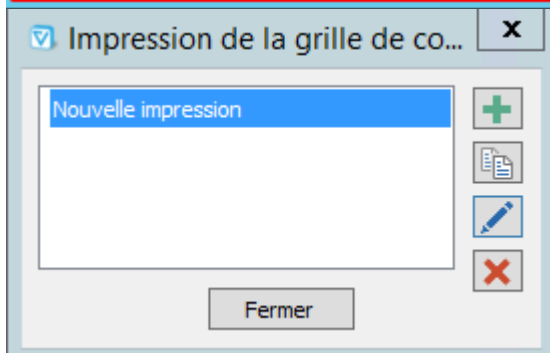 Impression de la grille de co...
Nouvelle impression
Fermer